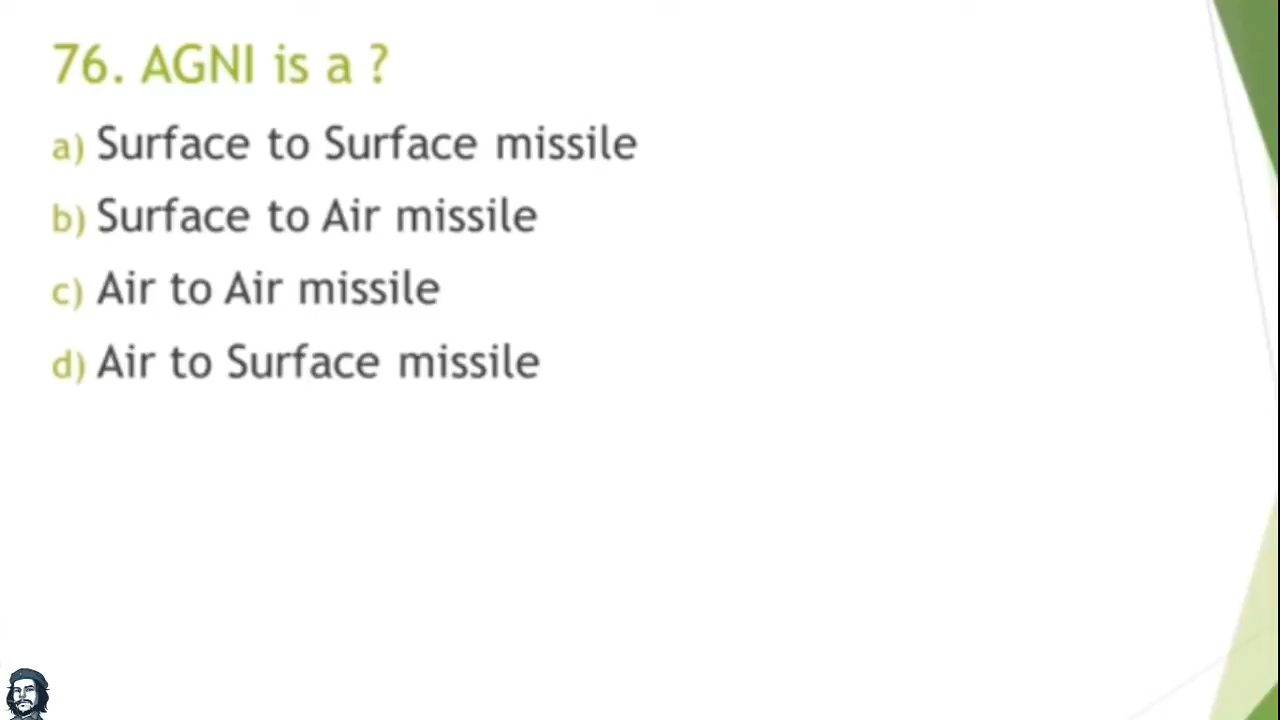 76. AGNI is a ?
a) Surface to Surface missile
b) Surface to Air missile
c) Air to Air missile
d) Air to Surface missile